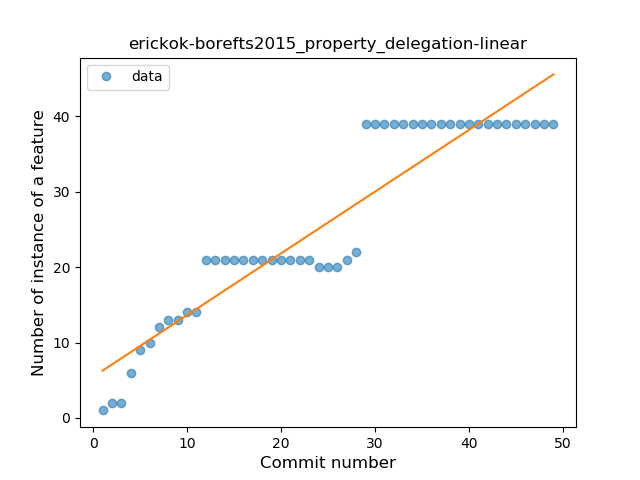 erickok-borefts2015_property_delegation-linear
data
Number of instance of a feature
40
30
20
10
0
0 10 20 30 40 50
Commit number